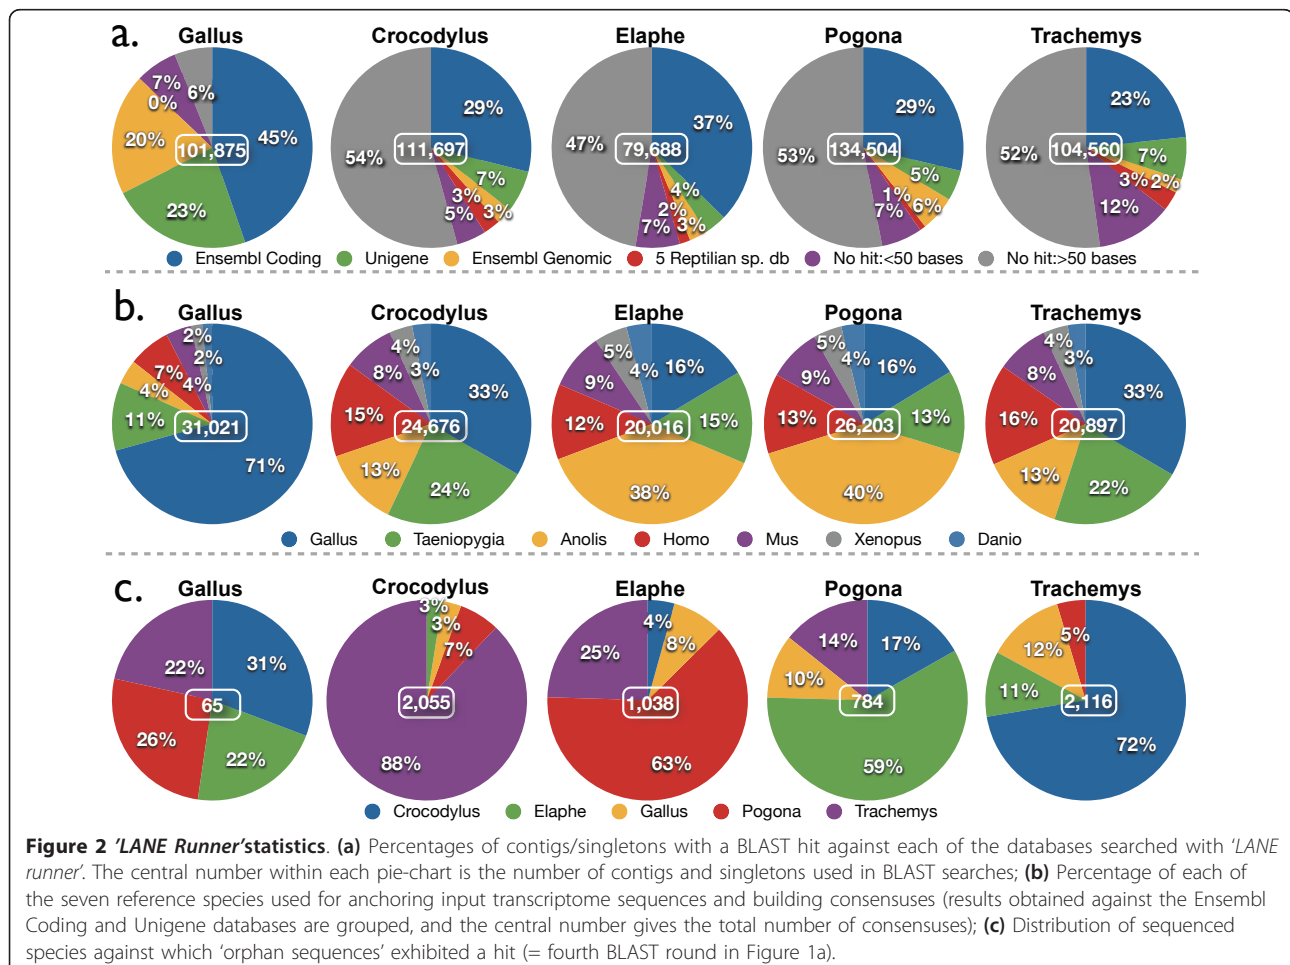 a.
Gallus Crocodylus Elaphe Pogona Trachemys
7% 6% 0% 20% 101,875 45% 23%
29% 54% 111,697 7% 3% 3% 5%
37% 47% 79,688 4% 2% 3% 7%
29% 53% 134,504 5% 1% 6% 7%
23% 52% 104,560 7% 3% 2% 12%
Ensembl Coding Unigene Ensembl Genomic 5 Reptilian sp. db No hit:<50 bases No hit:>50 bases
b.
Gallus Crocodylus Elaphe Pogona Trachemys
2% 2% 7% 4% 4% 11% 31,021 71%
4% 3% 8% 33% 15% 24,676 13% 24%
5% 4% 16% 9% 12% 20,016 15% 38%
5% 4% 16% 9% 13% 26,203 13% 40%
4% 3% 8% 33% 16% 20,897 13% 22%
Gallus Taeniopygia Anolis Homo Mus Xenopus Danio
c.
Gallus Crocodylus Elaphe Pogona Trachemys
22% 31% 65 26% 22%
3% 3% 7% 2,055 88%
4% 8% 25% 1,038 63%
14% 17% 10% 784 59%
5% 12% 11% 2,116 72%
Crocodylus Elaphe Gallus Pogona Trachemys
Figure 2 'LANE Runner'statistics. (a) Percentages of contigs/singletons with a BLAST hit against each of the databases searched with 'LANE
runner'. The central number within each pie-chart is the number of contigs and singletons used in BLAST searches; (b) Percentage of each of
the seven reference species used for anchoring input transcriptome sequences and building consensuses (results obtained against the Ensembl
Coding and Unigene databases are grouped, and the central number gives the total number of consensuses); (c) Distribution of sequenced
species against which 'orphan sequences' exhibited a hit (= fourth BLAST round in Figure 1a).